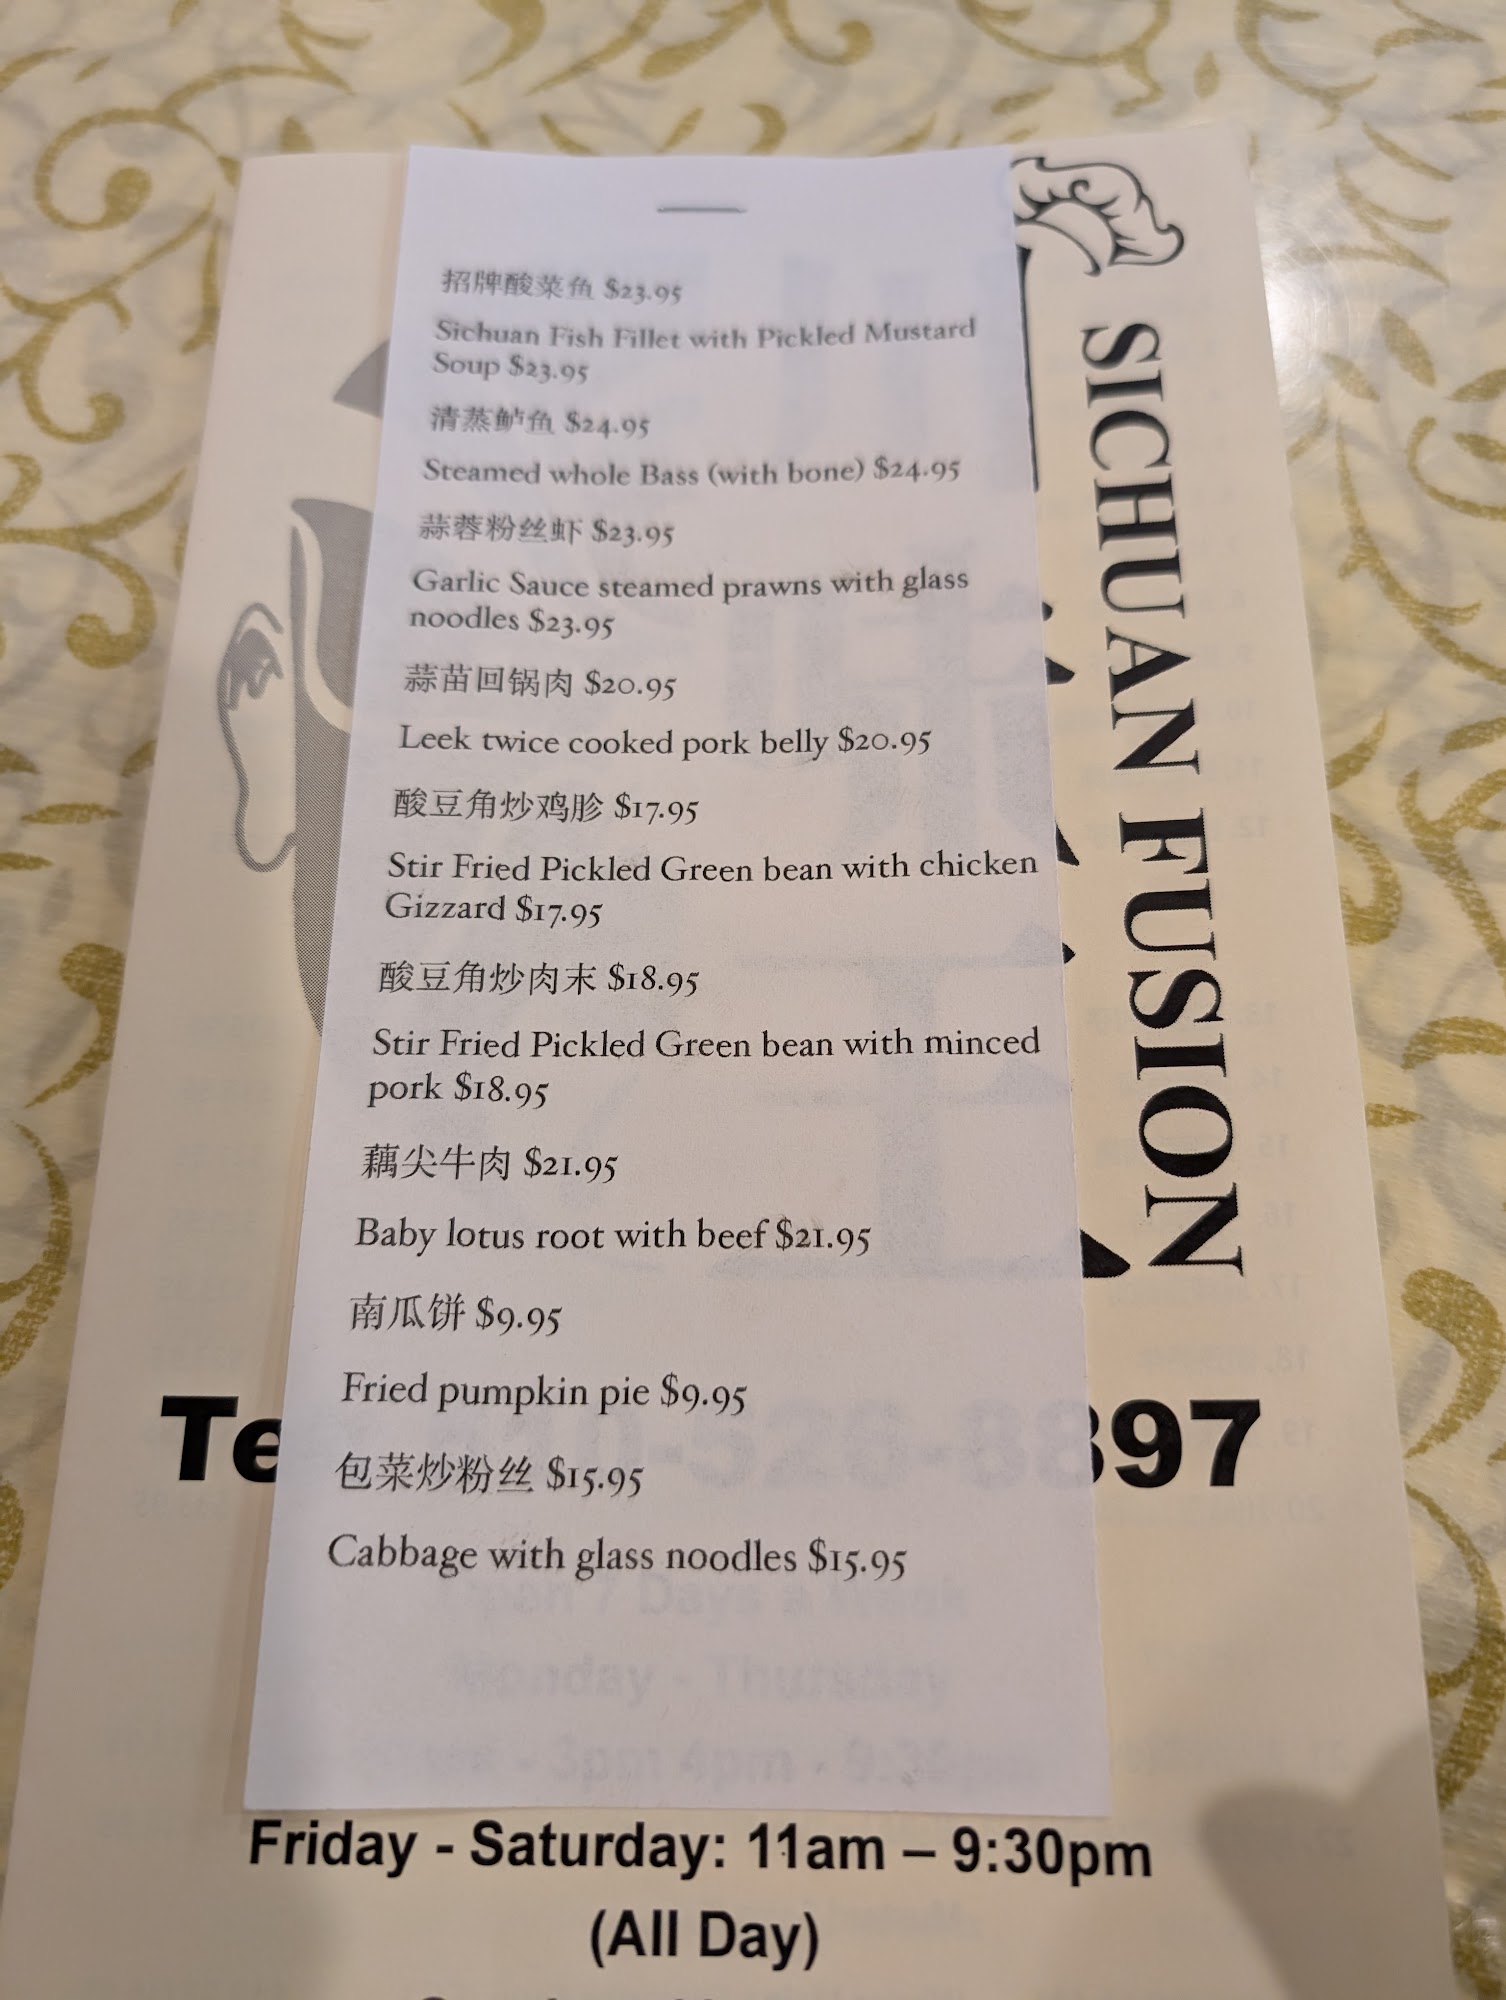 招牌酸菜鱼 $23.95
Sichuan Fish Fillet with Pickled Mustard
Soup $23.95
清蒸鲈鱼 $24.95
Steamed whole Bass (with bone) $24.95
蒜蓉粉丝虾 $23.95
Garlic Sauce steamed prawns with glass
noodles $23.95
蒜苗回锅肉 $20.95
Leek twice cooked pork belly $20.95
酸豆角炒鸡胗 $17.95
Stir Fried Pickled Green bean with chicken
Gizzard $17.95
酸豆角炒肉末 $18.95
Stir Fried Pickled Green bean with minced
pork $18.95
藕尖牛肉 $21.95
Baby lotus root with beef $21.95
南瓜饼 $9.95
Fried pumpkin pie $9.95
包菜炒粉丝 $15.95
Cabbage with glass noodles $15.95
SICHUAN FUSION
Te 897
Monday - Thursday
Friday - Saturday: 11am – 9:30pm
(All Day)